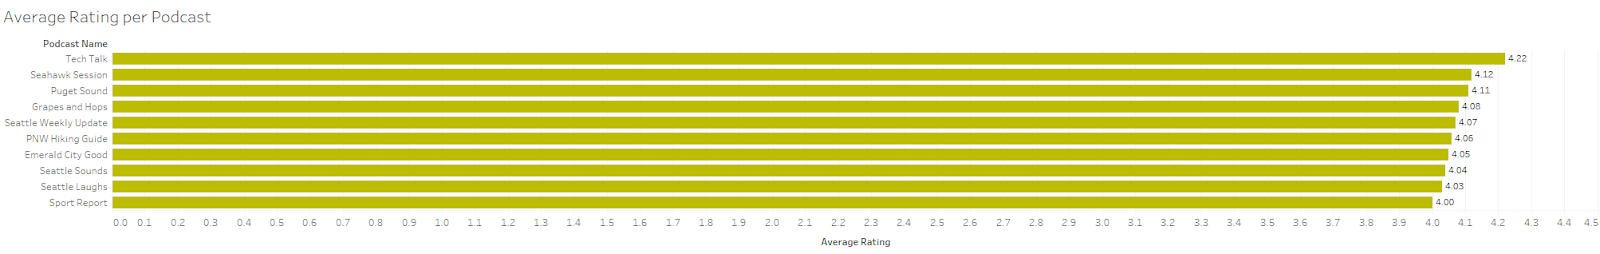 Average Rating per Podcast
Podcast Name
Tech Talk 4.22
Seahawk Session 4.12
Puget Sound 4.11
Grapes and Hops 4.08
Seattle Weekly Update 4.07
PNW Hiking Guide 4.06
Emerald City Good 4.05
Seattle Sounds 4.04
Seattle Laughs 4.03
Sport Report 4.00
0.0 0.1 0.2 0.3 0.4 0.5 0.6 0.7 0.8 0.9 1.0 1.1 1.2 1.3 1.4 1.5 1.6 1.7 1.8 1.9 2.0 2.1 2.2 2.3 2.4 2.5 2.6 2.7 2.8 2.9 3.0 3.1 3.2 3.3 3.4 3.5 3.6 3.7 3.8 3.9 4.0 4.1 4.2 4.3 4.4 4.5
Average Rating